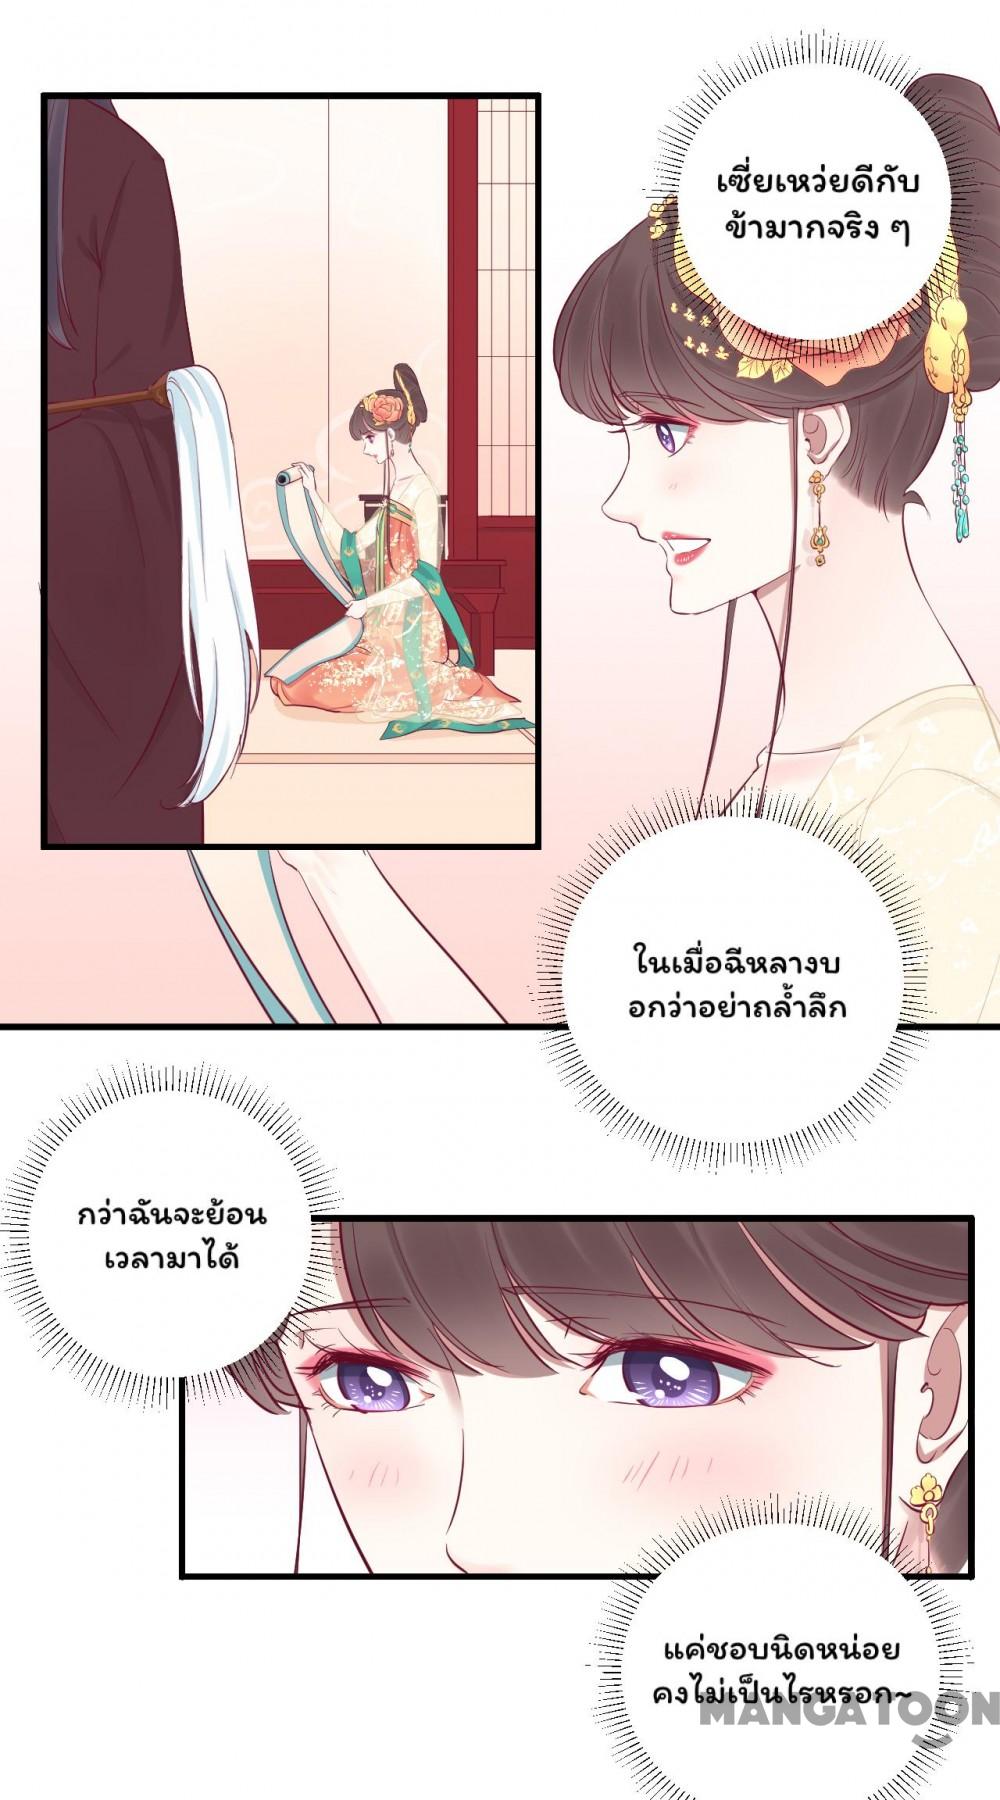 เซี่ยเหว่ยดีกับ
ข้ามากจริง ๆ
ในเมื่อฉีหลางบ
อกว่าอย่าถล้ำลึก
กว่าฉันจะย้อน
เวลามาได้
แค่ชอบนิดหน่อย
คงไม่เป็นไรหรอก~
MANGATOON